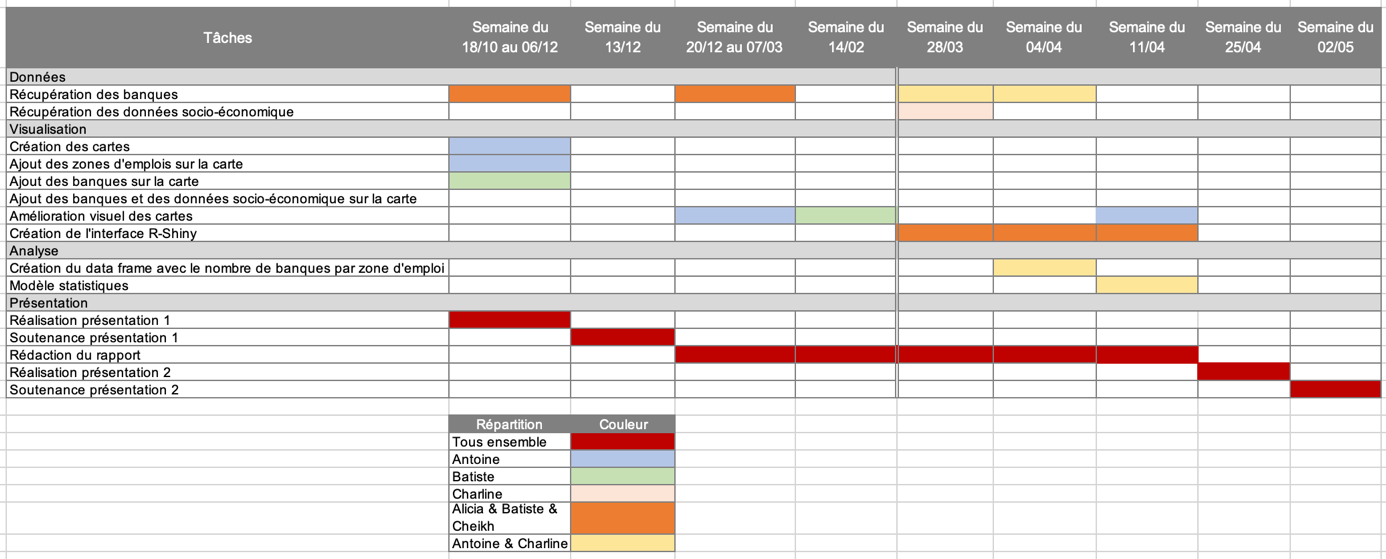 Tâches
Semaine du
18/10 au 06/12
Semaine du
13/12
Semaine du
20/12 au 07/03
Semaine du
14/02
Semaine du
28/03
Semaine du
04/04
Semaine du
11/04
Semaine du
25/04
Semaine du
02/05
Données
Récupération des banques
Récupération des données socio-économique
Visualisation
Création des cartes
Ajout des zones d'emplois sur la carte
Ajout des banques sur la carte
Ajout des banques et des données socio-économique sur la carte
Amélioration visuel des cartes
Création de l'interface R-Shiny
Analyse
Création du data frame avec le nombre de banques par zone d'emploi
Modèle statistiques
Présentation
Réalisation présentation 1
Soutenance présentation 1
Rédaction du rapport
Réalisation présentation 2
Soutenance présentation 2
Répartition Couleur
Tous ensemble
Antoine
Batiste
Charline
Alicia & Batiste &
Cheikh
Antoine & Charline